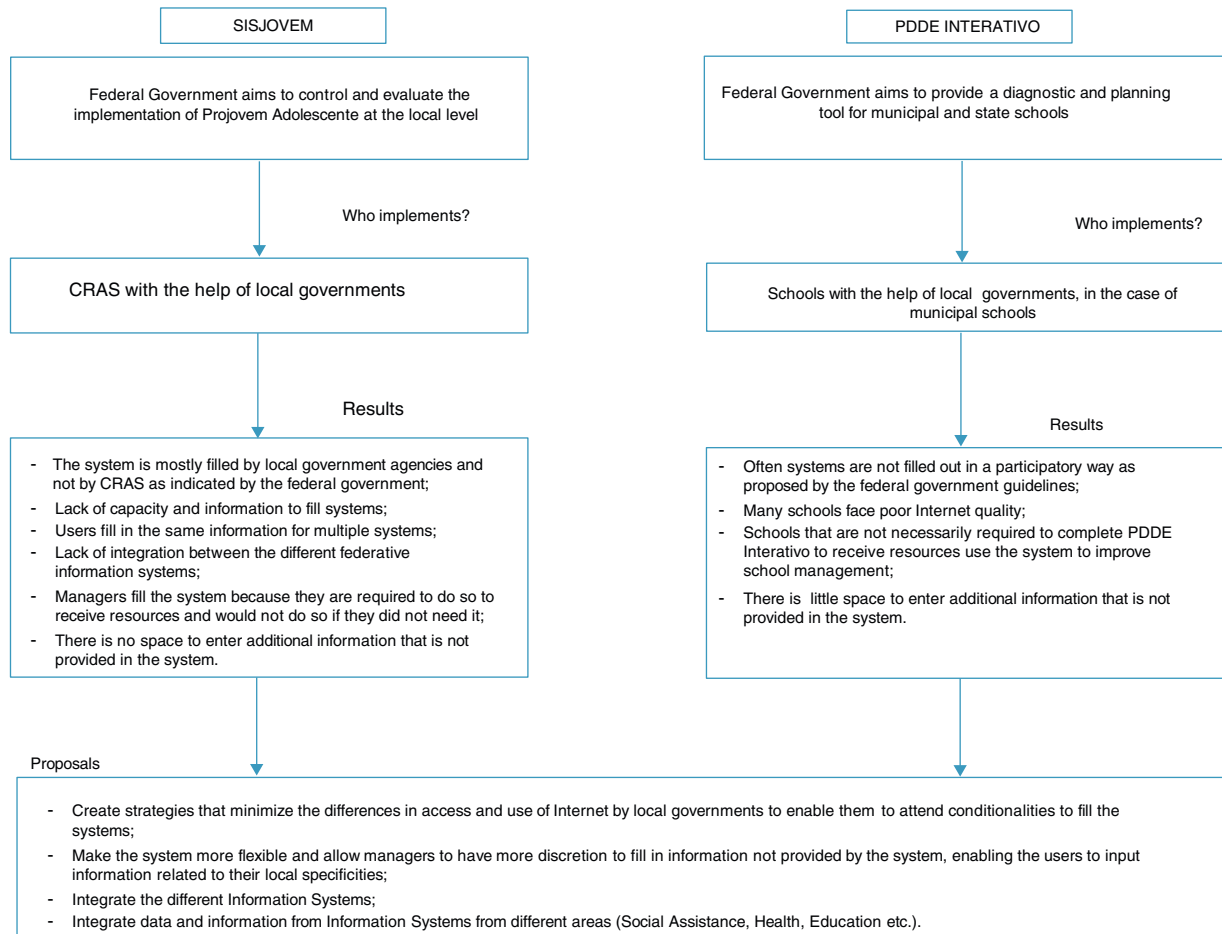 SISJOVEM
Federal Government aims to control and evaluate the
implementation of Projovem Adolescente at the local level
Who implements?
CRAS with the help of local governments
Results
- The system is mostly filled by local government agencies and
not by CRAS as indicated by the federal government;
- Lack of capacity and information to fill systems;
- Users fill in the same information for multiple systems;
- Lack of integration between the different federative
information systems;
- Managers fill the system because they are required to do so to
receive resources and would not do so if they did not need it;
- There is no space to enter additional information that is not
provided in the system.
PDDE INTERATIVO
Federal Government aims to provide a diagnostic and planning
tool for municipal and state schools
Who implements?
Schools with the help of local governments, in the case of
municipal schools
Results
- Often systems are not filled out in a participatory way as
proposed by the federal government guidelines;
- Many schools face poor Internet quality;
- Schools that are not necessarily required to complete PDDE
Interativo to receive resources use the system to improve
school management;
- There is little space to enter additional information that is not
provided in the system.
Proposals
- Create strategies that minimize the differences in access and use of Internet by local governments to enable them to attend conditionalities to fill the
systems;
- Make the system more flexible and allow managers to have more discretion to fill in information not provided by the system, enabling the users to input
information related to their local specificities;
- Integrate the different Information Systems;
- Integrate data and information from Information Systems from different areas (Social Assistance, Health, Education etc.).